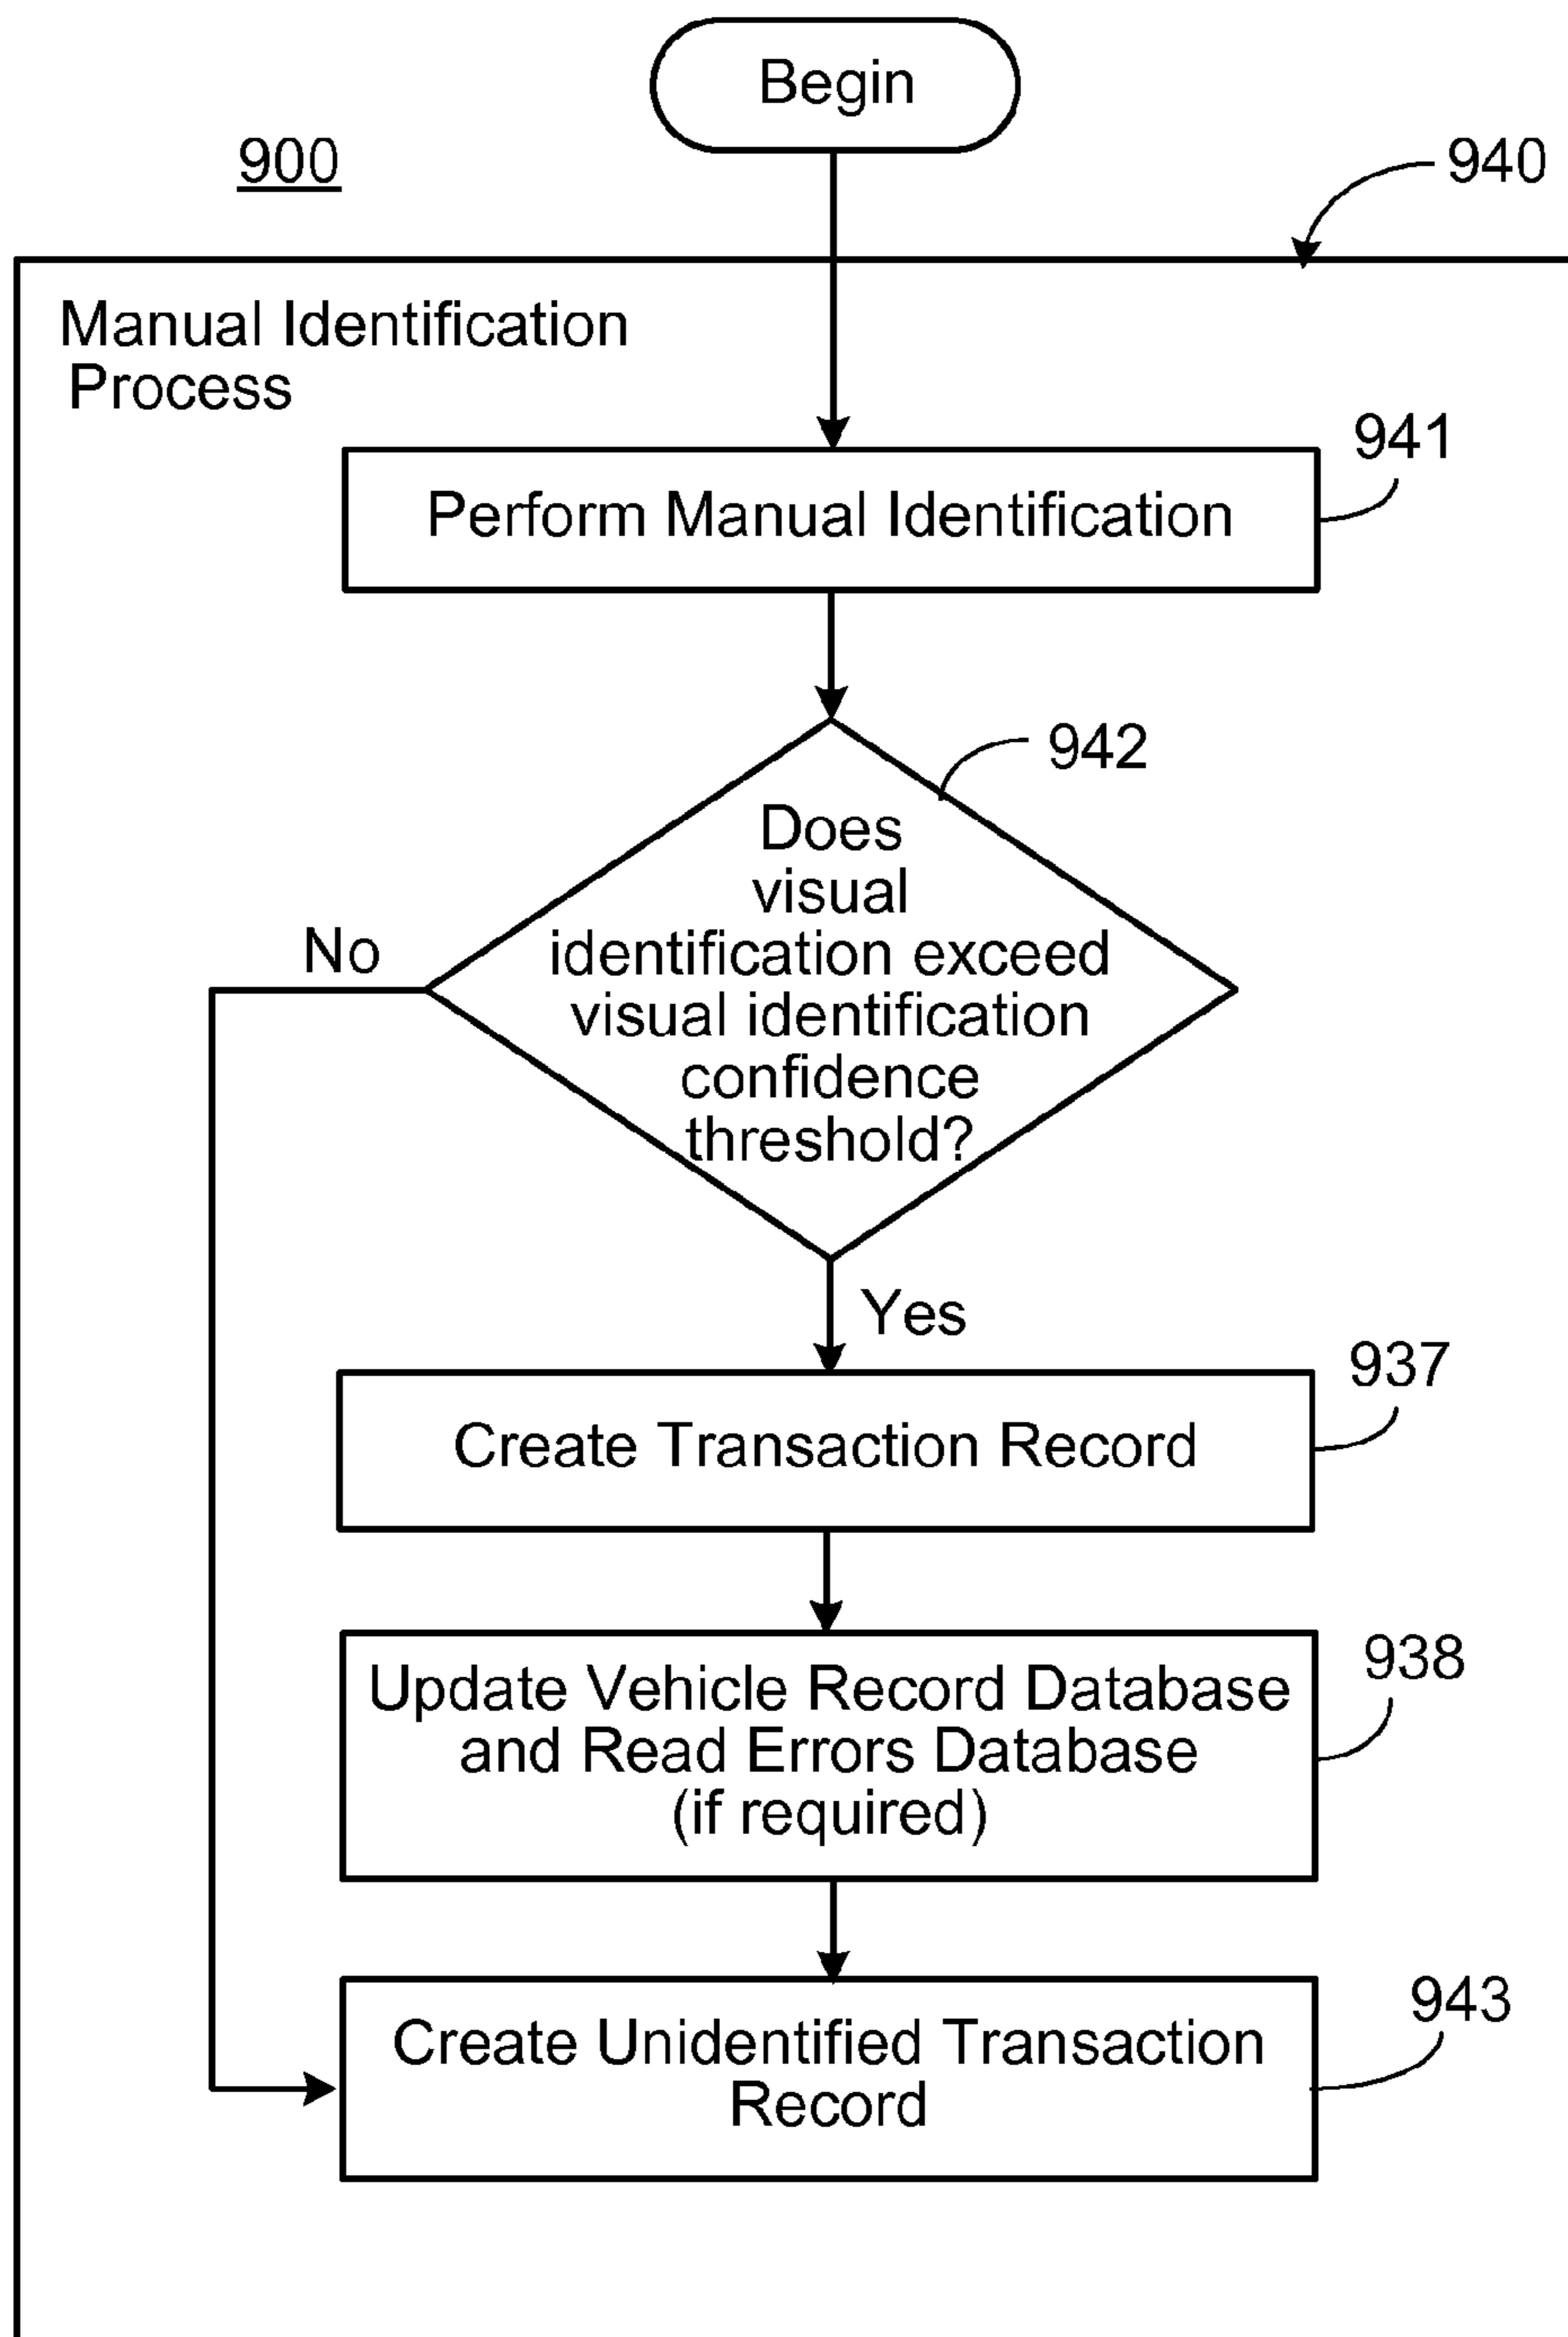 Begin
900
940
Manual Identification
Process
941
Perform Manual Identification
942
Does
visual
identification exceed
visual identification
confidence
threshold?
No
Yes
937
Create Transaction Record
938
Update Vehicle Record Database
and Read Errors Database
(if required)
943
Create Unidentified Transaction
Record